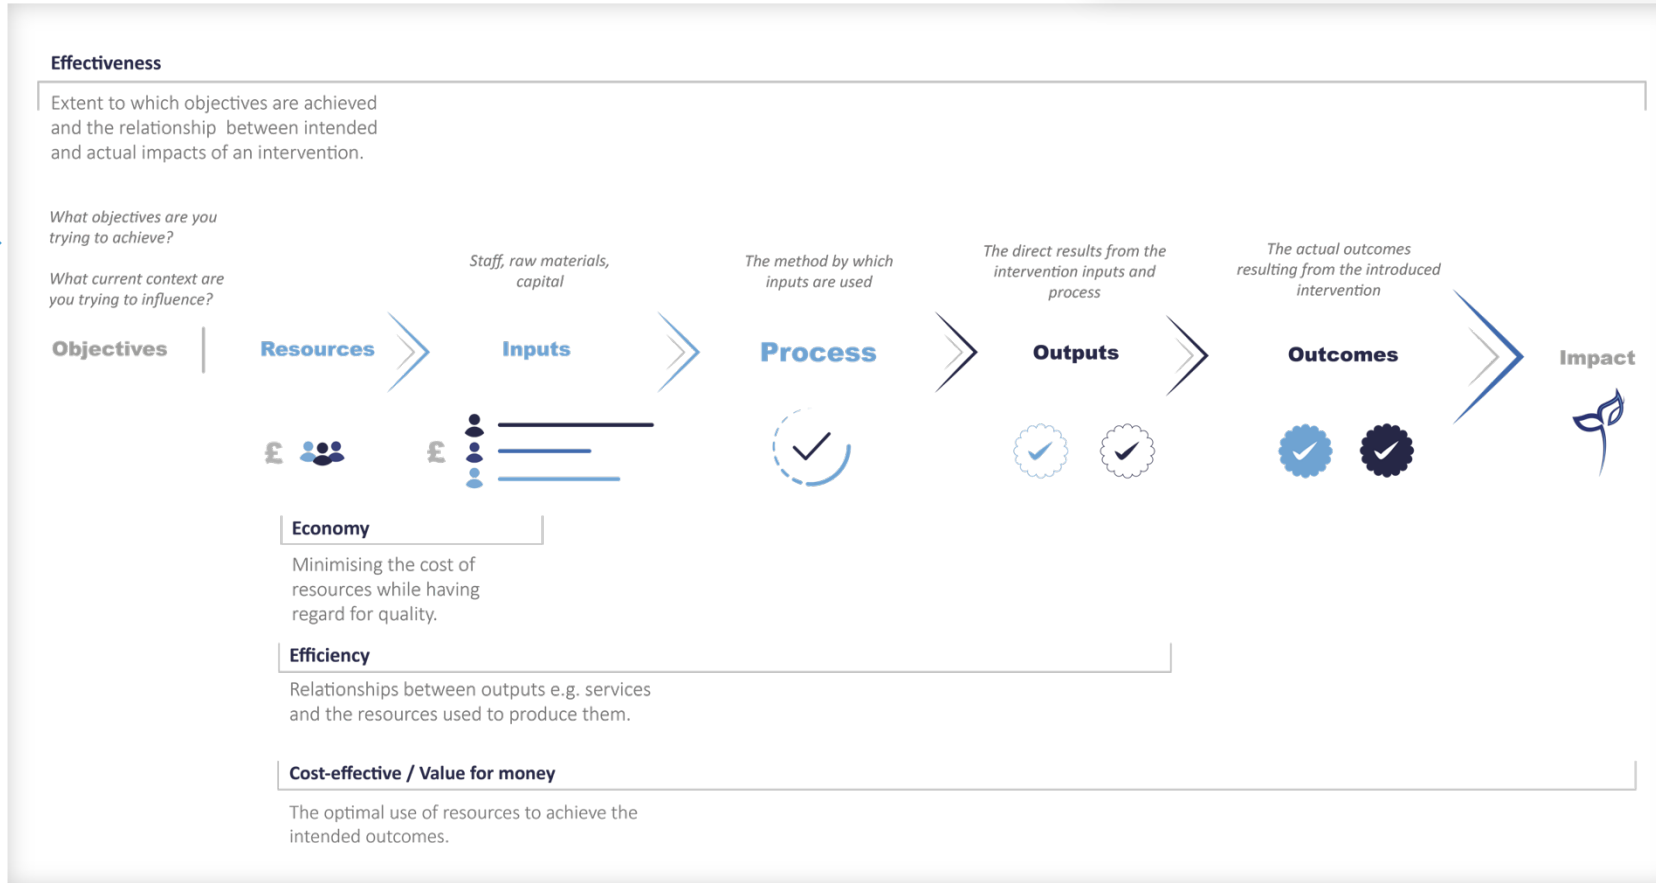 Effectiveness
Extent to which objectives are achieved
and the relationship between intended
and actual impacts of an intervention.
What objectives are you
trying to achieve?
What current context are
you trying to influence?
Objectives
Resources
Staff, raw materials,
capital
Inputs
The method by which
inputs are used
Process
The direct results from the
intervention inputs and
process
Outputs
The actual outcomes
resulting from the introduced
intervention
Outcomes
Impact
£
£
Economy
Minimising the cost of
resources while having
regard for quality.
Efficiency
Relationships between outputs e.g. services
and the resources used to produce them.
Cost-effective / Value for money
The optimal use of resources to achieve the
intended outcomes.